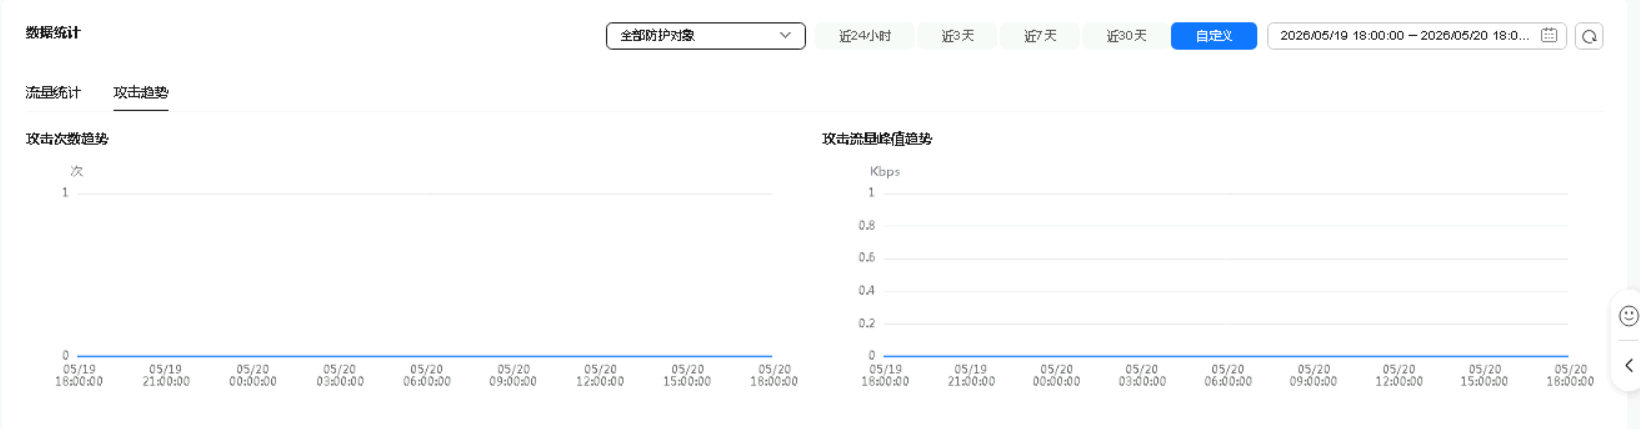 数据统计
全部防护对象
近24小时
近3天
近7天
近30天
自定义
2026/05/19 18:00:00 – 2026/05/20 18:0...
流量统计
攻击趋势
攻击次数趋势
次
1
0
05/19 18:00:00
05/19 21:00:00
05/20 00:00:00
05/20 03:00:00
05/20 06:00:00
05/20 09:00:00
05/20 12:00:00
05/20 15:00:00
05/20 18:00:00
攻击流量峰值趋势
Kbps
1
0.8
0.6
0.4
0.2
0
05/19 18:00:00
05/19 21:00:00
05/20 00:00:00
05/20 03:00:00
05/20 06:00:00
05/20 09:00:00
05/20 12:00:00
05/20 15:00:00
05/20 18:00:00